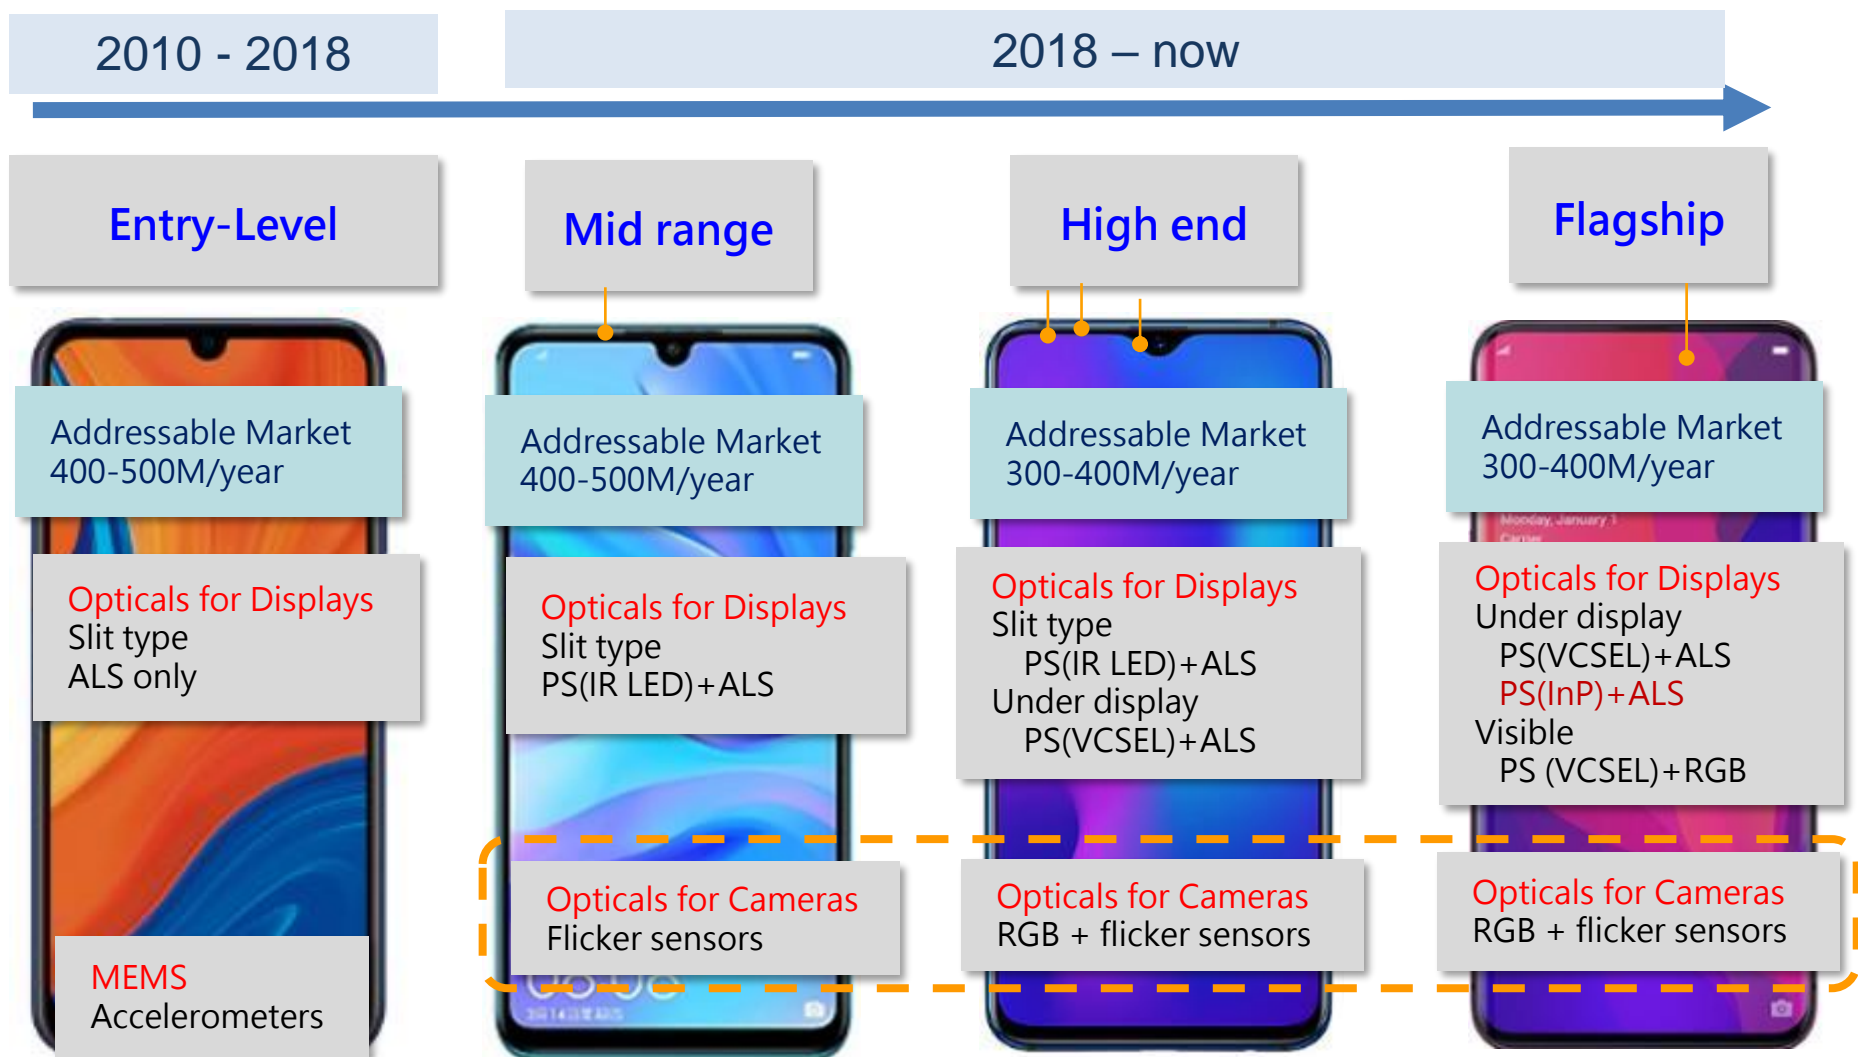 2010 - 2018
2018 – now
Entry-Level
Addressable Market
400-500M/year
Opticals for Displays
Slit type
ALS only
MEMS
Accelerometers
Mid range
Addressable Market
400-500M/year
Opticals for Displays
Slit type
PS(IR LED)+ALS
Opticals for Cameras
Flicker sensors
High end
Addressable Market
300-400M/year
Opticals for Displays
Slit type
PS(IR LED)+ALS
Under display
PS(VCSEL)+ALS
Opticals for Cameras
RGB + flicker sensors
Flagship
Addressable Market
300-400M/year
Monday, January 1
Carrier
Opticals for Displays
Under display
PS(VCSEL)+ALS
PS(InP)+ALS
Visible
PS (VCSEL)+RGB
Opticals for Cameras
RGB + flicker sensors